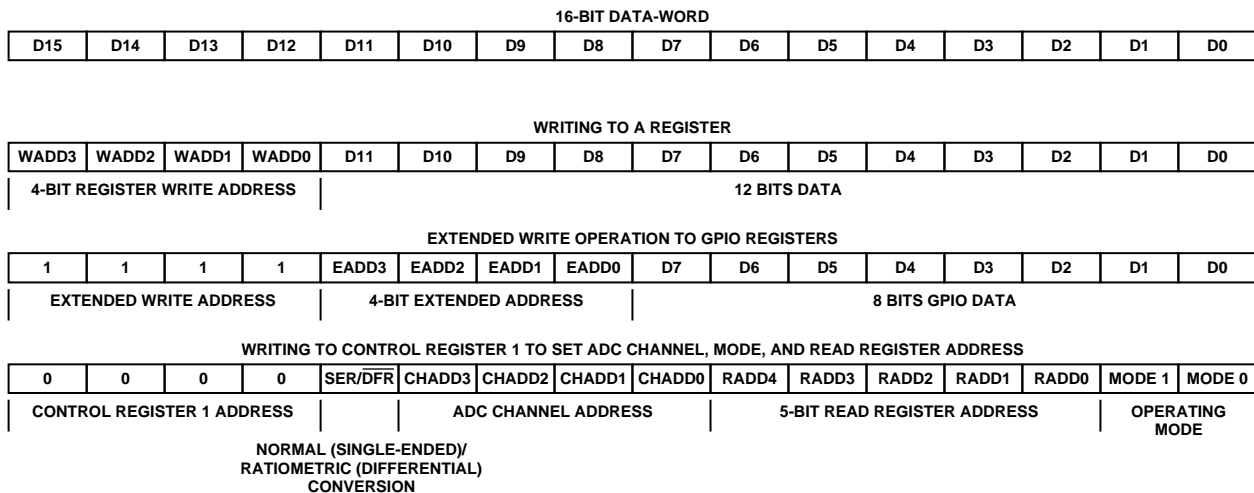 16-BIT DATA-WORD
D15 D14 D13 D12 D11 D10 D9 D8 D7 D6 D5 D4 D3 D2 D1 D0
WRITING TO A REGISTER
WADD3 WADD2 WADD1 WADD0 D11 D10 D9 D8 D7 D6 D5 D4 D3 D2 D1 D0
4-BIT REGISTER WRITE ADDRESS 12 BITS DATA
EXTENDED WRITE OPERATION TO GPIO REGISTERS
1 1 1 1 EADD3 EADD2 EADD1 EADD0 D7 D6 D5 D4 D3 D2 D1 D0
EXTENDED WRITE ADDRESS 4-BIT EXTENDED ADDRESS 8 BITS GPIO DATA
WRITING TO CONTROL REGISTER 1 TO SET ADC CHANNEL, MODE, AND READ REGISTER ADDRESS
0 0 0 0 SER/D̅F̅R̅ CHADD3 CHADD2 CHADD1 CHADD0 RADD4 RADD3 RADD2 RADD1 RADD0 MODE 1 MODE 0
CONTROL REGISTER 1 ADDRESS ADC CHANNEL ADDRESS 5-BIT READ REGISTER ADDRESS OPERATING
MODE
NORMAL (SINGLE-ENDED)/
RATIOMETRIC (DIFFERENTIAL)
CONVERSION